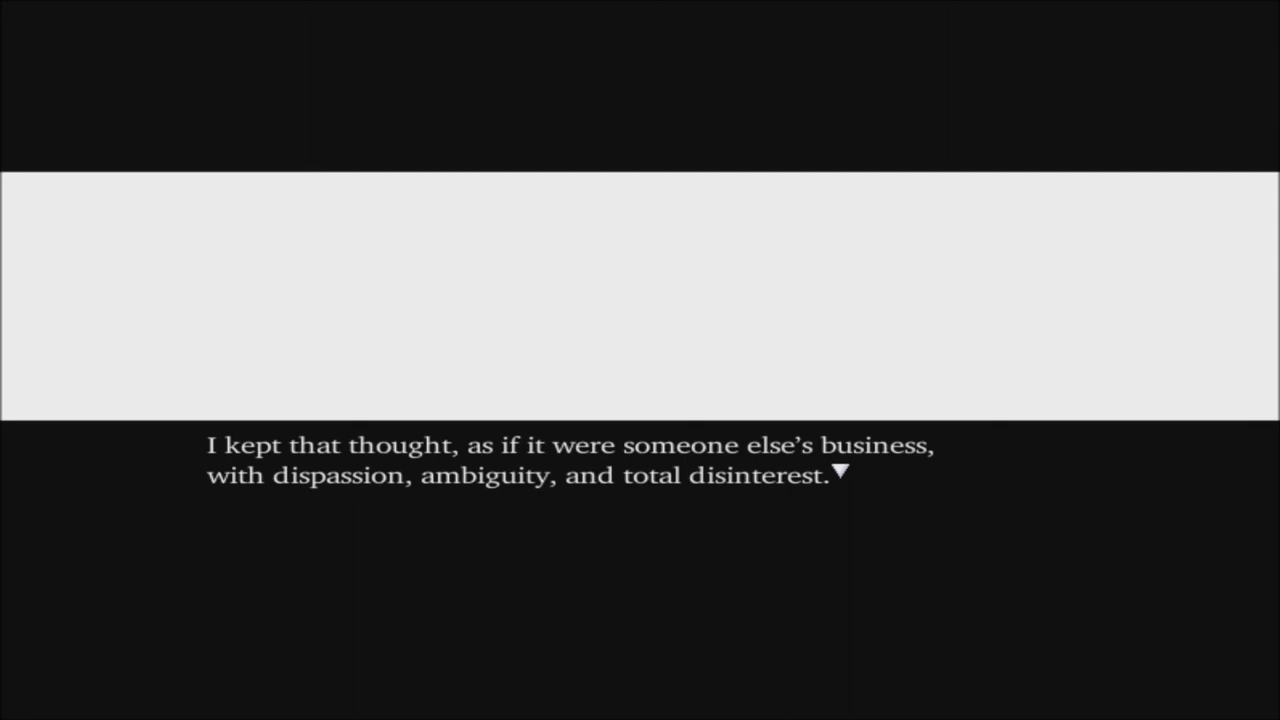 I kept that thought, as if it were someone else’s business,
with dispassion, ambiguity, and total disinterest.